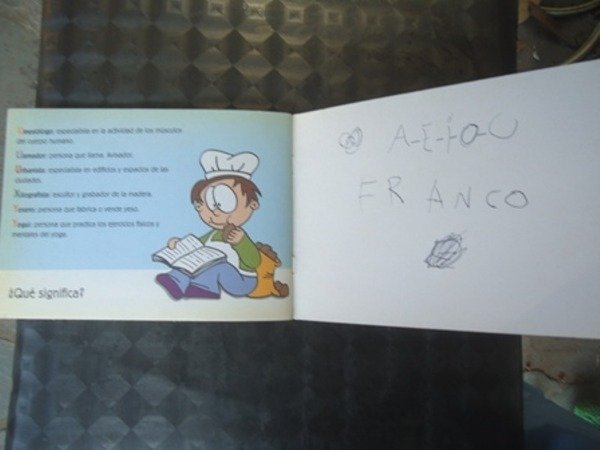 Kinesiólogo: especialista en la actividad de los músculos
del cuerpo humano.
Llamador: persona que llama. Avisador.
Urbanista: especialista en edificios y espacios de las
ciudades.
Xilografista: escultor y grabador de la madera.
Yesero: persona que fabrica o vende yeso.
Yogui: persona que practica los ejercicios físicos y
mentales del yoga.
¿Qué significa?
A-E-i-O-U
FRANCO